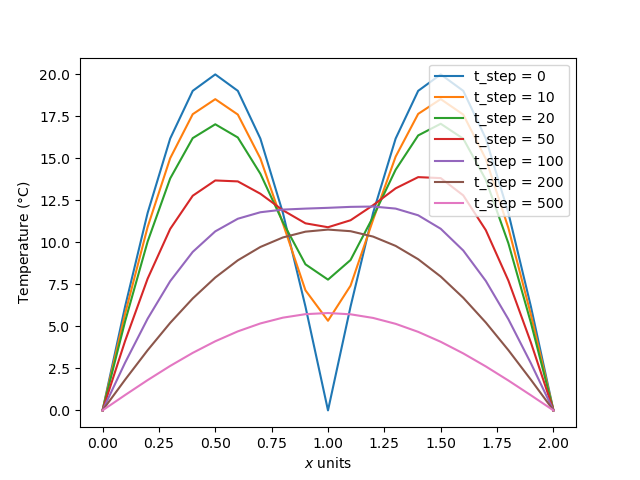 20.0
17.5
15.0
12.5
10.0
7.5
5.0
2.5
0.0
Temperature (°C)
0.00 0.25 0.50 0.75 1.00 1.25 1.50 1.75 2.00
x units
t_step = 0
t_step = 10
t_step = 20
t_step = 50
t_step = 100
t_step = 200
t_step = 500